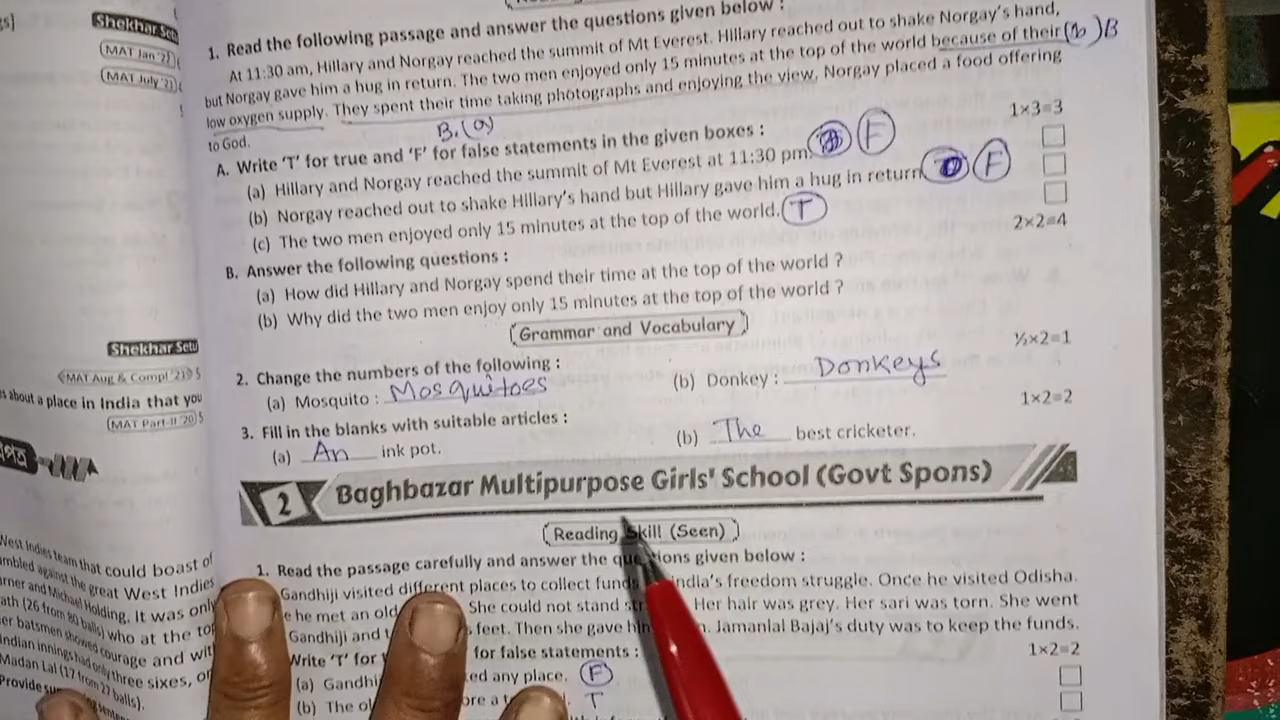 Shekhar Setu
MAT Jan '21
MAT July '21
1. Read the following passage and answer the questions given below :
At 11:30 am, Hillary and Norgay reached the summit of Mt Everest. Hillary reached out to shake Norgay's hand,
but Norgay gave him a hug in return. The two men enjoyed only 15 minutes at the top of the world because of their (b) B
low oxygen supply. They spent their time taking photographs and enjoying the view, Norgay placed a food offering
to God.
B. (a)
1×3=3
A. Write 'T' for true and 'F' for false statements in the given boxes :
(a) Hillary and Norgay reached the summit of Mt Everest at 11:30 pm. F
(b) Norgay reached out to shake Hillary's hand but Hillary gave him a hug in return F
(c) The two men enjoyed only 15 minutes at the top of the world. T
2×2=4
B. Answer the following questions :
(a) How did Hillary and Norgay spend their time at the top of the world ?
(b) Why did the two men enjoy only 15 minutes at the top of the world ?
Grammar and Vocabulary
½×2=1
2. Change the numbers of the following :
(a) Mosquito : Mosquitoes (b) Donkey : Donkeys
1×2=2
3. Fill in the blanks with suitable articles :
(a) An ink pot. (b) The best cricketer.
2 Baghbazar Multipurpose Girls' School (Govt Spons)
Reading Skill (Seen)
1. Read the passage carefully and answer the questions given below :
Gandhiji visited different places to collect funds India's freedom struggle. Once he visited Odisha.
he met an old She could not stand Her hair was grey. Her sari was torn. She went
Gandhiji and feet. Then she gave Jamanlal Bajaj's duty was to keep the funds.
1×2=2
Write 'T' for for false statements :
(a) Gandhi any place. F
(b) The T
Shekhar Setu
MAT Aug & Compl '21 5
about a place in India that you
MAT Part-II '20 5
West Indies team that could boast of
against the great West Indies
and Michael Holding. It was only
(26 from 80 balls) who at the top
batsmen showed courage and
Indian innings had only three sixes,
Madan Lal (17 from 27 balls).